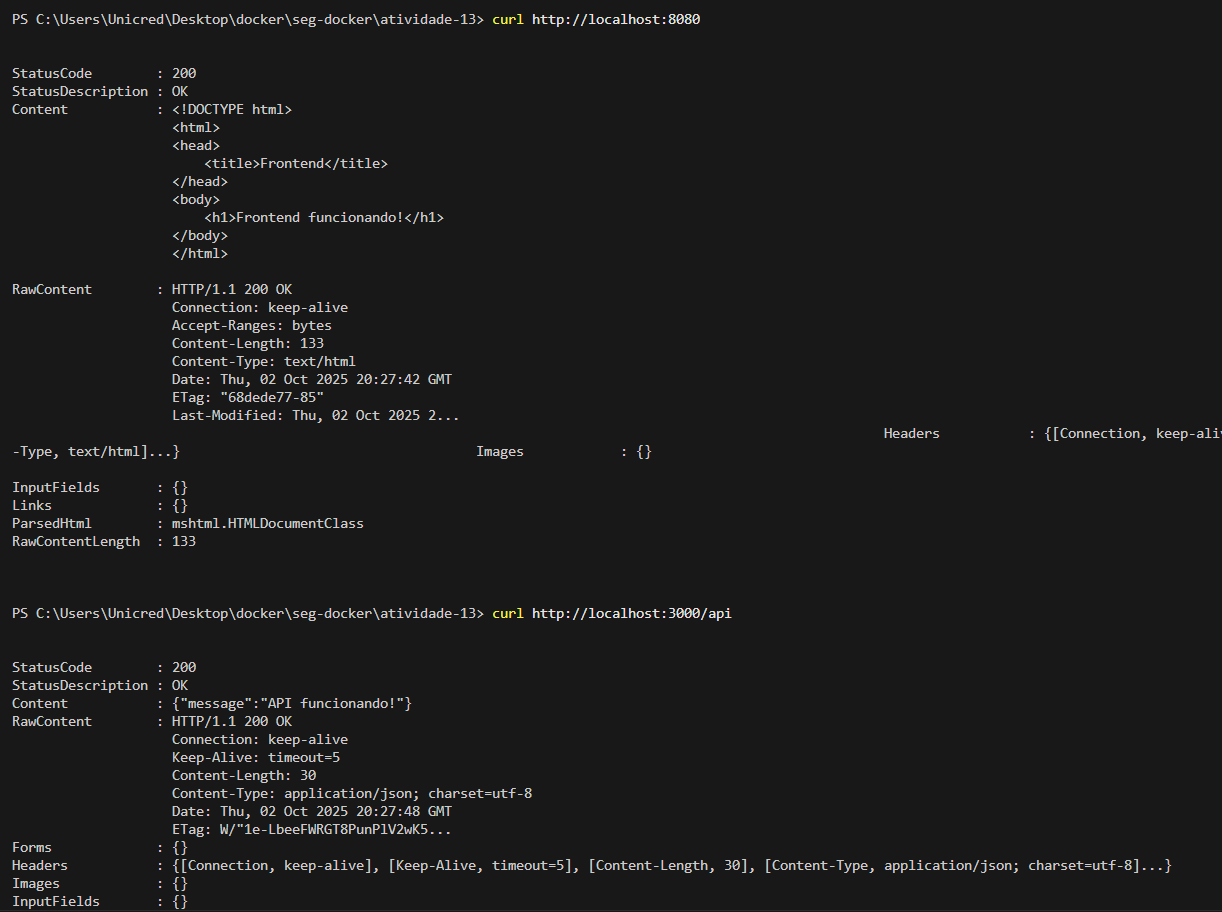 PS C:\Users\Unicred\Desktop\docker\seg-docker\atividade-13> curl http://localhost:8080
StatusCode        : 200
StatusDescription : OK
Content           : <!DOCTYPE html>
                    <html>
                    <head>
                        <title>Frontend</title>
                    </head>
                    <body>
                        <h1>Frontend funcionando!</h1>
                    </body>
                    </html>
RawContent        : HTTP/1.1 200 OK
                    Connection: keep-alive
                    Accept-Ranges: bytes
                    Content-Length: 133
                    Content-Type: text/html
                    Date: Thu, 02 Oct 2025 20:27:42 GMT
                    ETag: "68dede77-85"
                    Last-Modified: Thu, 02 Oct 2025 2...
Headers           : {[Connection, keep-aliv
-Type, text/html]...}                                     Images            : {}
InputFields       : {}
Links             : {}
ParsedHtml        : mshtml.HTMLDocumentClass
RawContentLength  : 133
PS C:\Users\Unicred\Desktop\docker\seg-docker\atividade-13> curl http://localhost:3000/api
StatusCode        : 200
StatusDescription : OK
Content           : {"message":"API funcionando!"}
RawContent        : HTTP/1.1 200 OK
                    Connection: keep-alive
                    Keep-Alive: timeout=5
                    Content-Length: 30
                    Content-Type: application/json; charset=utf-8
                    Date: Thu, 02 Oct 2025 20:27:48 GMT
                    ETag: W/"1e-LbeeFWRGT8PunPlV2wK5...
Forms             : {}
Headers           : {[Connection, keep-alive], [Keep-Alive, timeout=5], [Content-Length, 30], [Content-Type, application/json; charset=utf-8]...}
Images            : {}
InputFields       : {}